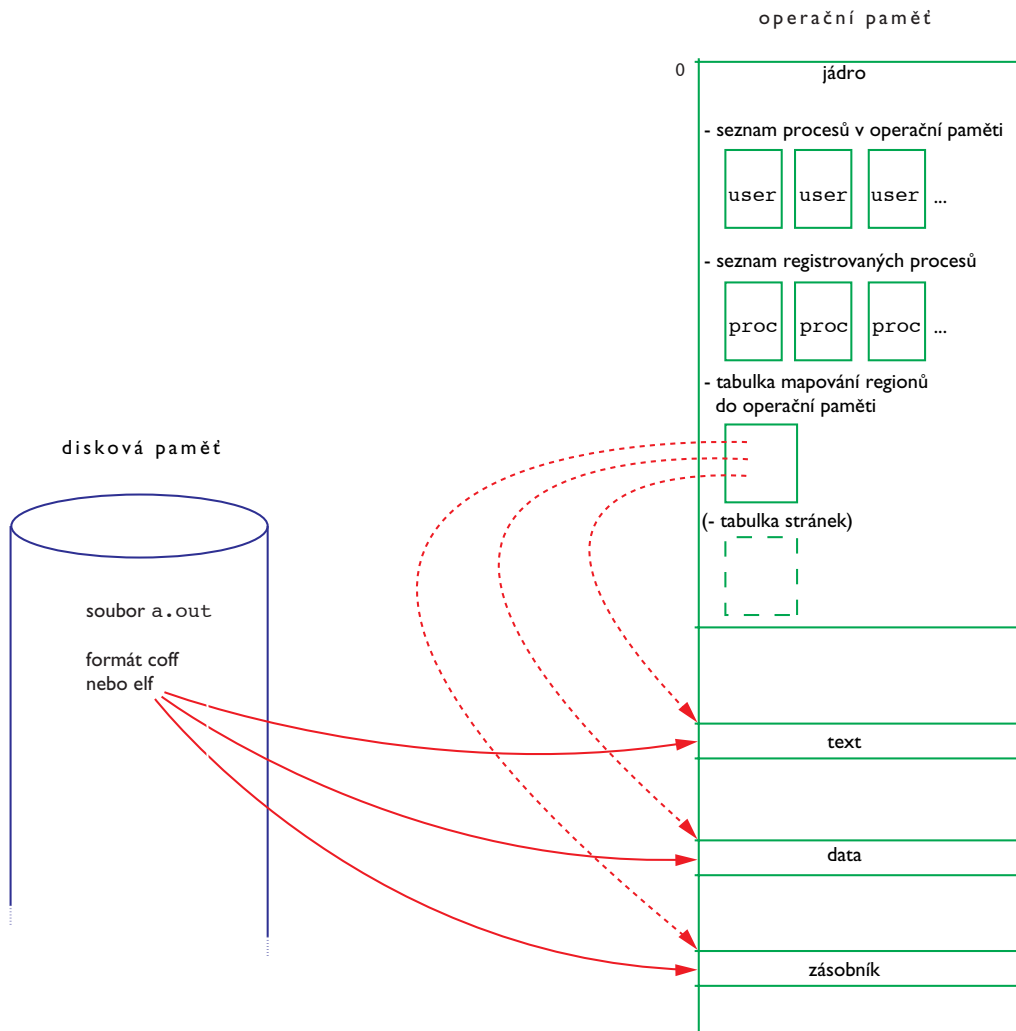 operační paměť
0
jádro
- seznam procesů v operační paměti
user user user ...
- seznam registrovaných procesů
proc proc proc ...
- tabulka mapování regionů
do operační paměti
(- tabulka stránek)
disková paměť
soubor a.out
formát coff
nebo elf
text
data
zásobník